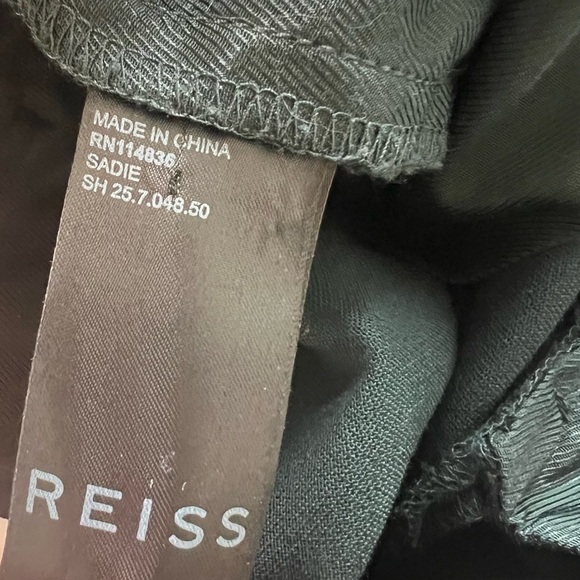 MADE IN CHINA
RN114836
SADIE
SH 25.7.048.50
REISS